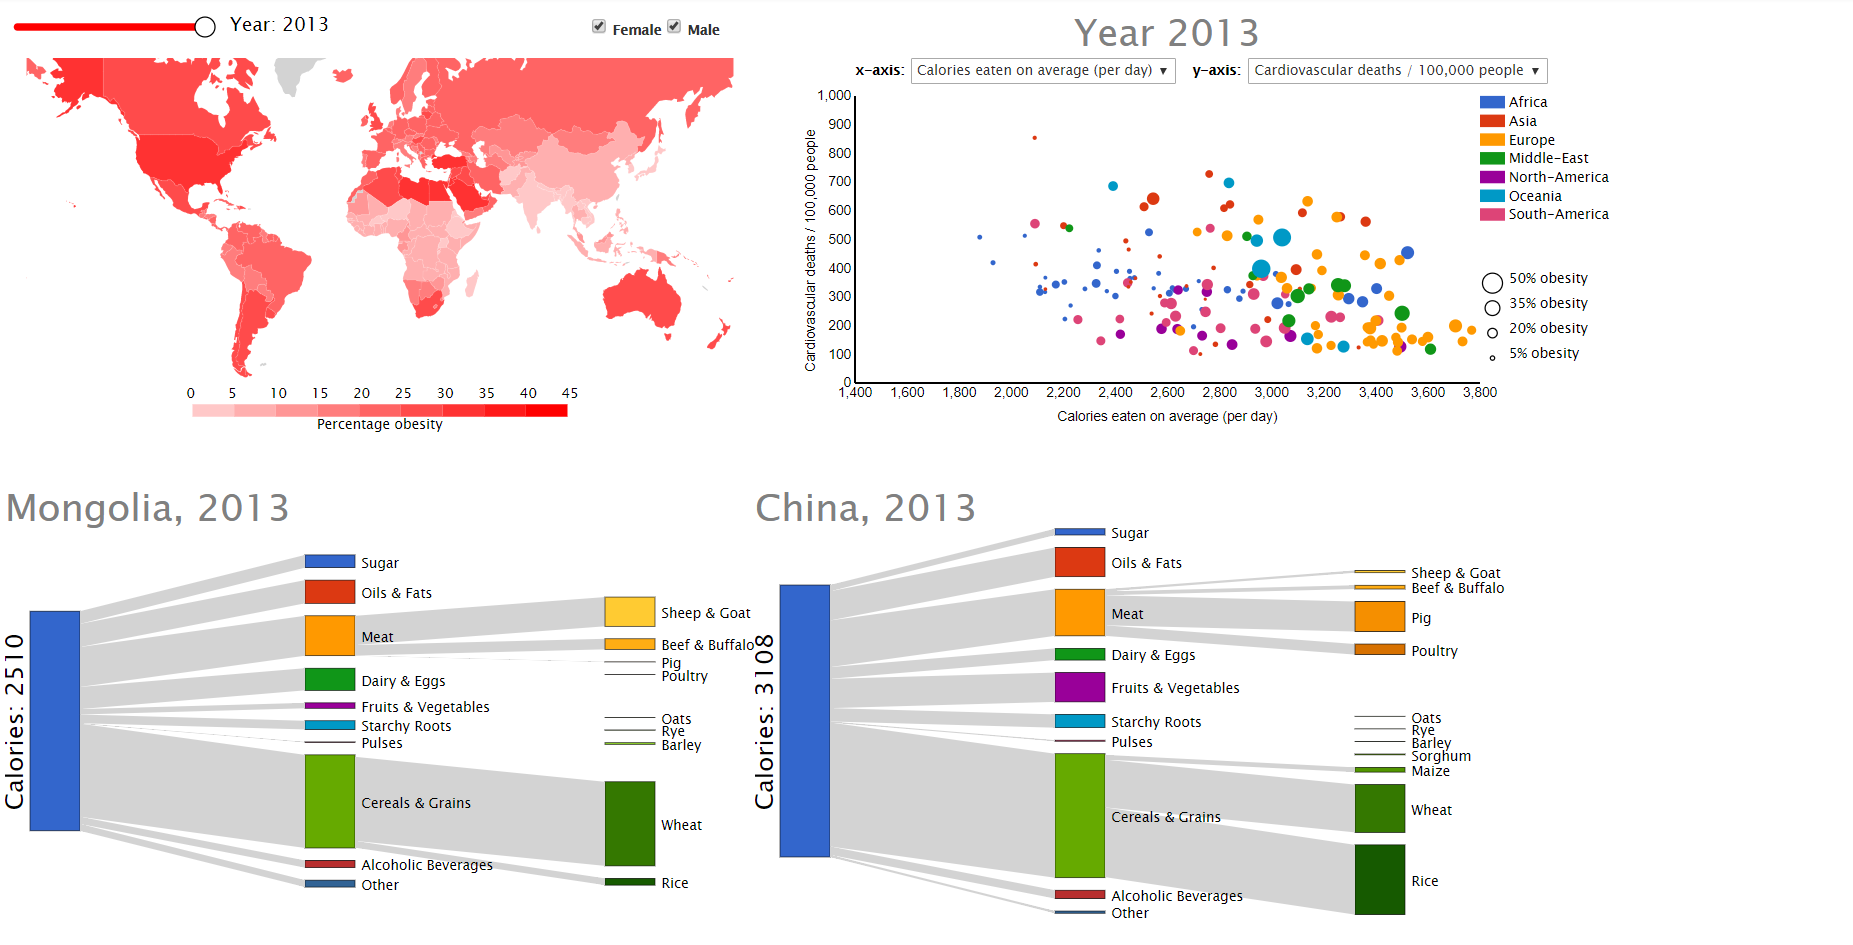 Year: 2013
Female Male
0 5 10 15 20 25 30 35 40 45
Percentage obesity
Year 2013
x-axis: Calories eaten on average (per day) ▼ y-axis: Cardiovascular deaths / 100,000 people ▼
Cardiovascular deaths / 100,000 people
1,000
900
800
700
600
500
400
300
200
100
0
1,400 1,600 1,800 2,000 2,200 2,400 2,600 2,800 3,000 3,200 3,400 3,600 3,800
Calories eaten on average (per day)
Africa
Asia
Europe
Middle-East
North-America
Oceania
South-America
50% obesity
35% obesity
20% obesity
5% obesity
Mongolia, 2013
Calories: 2510
Sugar
Oils & Fats
Meat
Dairy & Eggs
Fruits & Vegetables
Starchy Roots
Pulses
Cereals & Grains
Alcoholic Beverages
Other
Sheep & Goat
Beef & Buffalo
Pig
Poultry
Oats
Rye
Barley
Wheat
Rice
China, 2013
Calories: 3108
Sugar
Oils & Fats
Meat
Dairy & Eggs
Fruits & Vegetables
Starchy Roots
Pulses
Cereals & Grains
Alcoholic Beverages
Other
Sheep & Goat
Beef & Buffalo
Pig
Poultry
Oats
Rye
Barley
Sorghum
Maize
Wheat
Rice